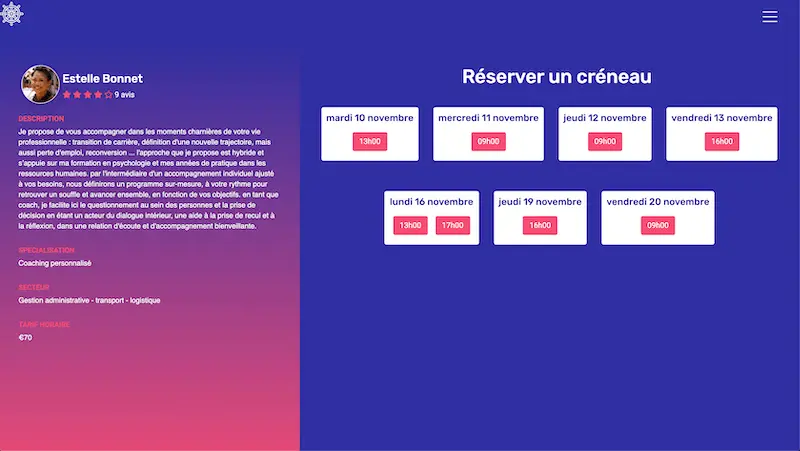 Estelle Bonnet
9 avis
DESCRIPTION
Je propose de vous accompagner dans les moments charnières de votre vie
professionnelle : transition de carrière, définition d'une nouvelle trajectoire, mais
aussi perte d'emploi, reconversion ... l'approche que je propose est hybride et
s'appuie sur ma formation en psychologie et mes années de pratique dans les
ressources humaines. par l'intermédiaire d'un accompagnement individuel ajusté
à vos besoins, nous définirons un programme sur-mesure, à votre rythme pour
retrouver un souffle et avancer ensemble, en fonction de vos objectifs. en tant que
coach, je facilite ici le questionnement au sein des personnes et la prise de
décision en étant un acteur du dialogue intérieur, une aide à la prise de recul et à
la réflexion, dans une relation d'écoute et d'accompagnement bienveillante.
SPECIALISATION
Coaching personnalisé
SECTEUR
Gestion administrative - transport - logistique
TARIF HORAIRE
€70
Réserver un créneau
mardi 10 novembre
13h00
mercredi 11 novembre
09h00
jeudi 12 novembre
09h00
vendredi 13 novembre
16h00
lundi 16 novembre
13h00 17h00
jeudi 19 novembre
16h00
vendredi 20 novembre
09h00